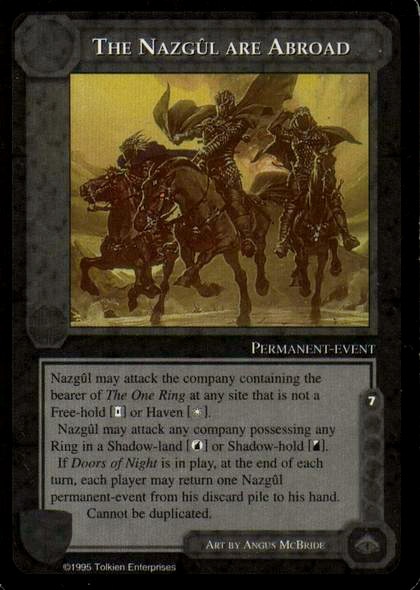 The Nazgûl are Abroad
Permanent-event
Nazgûl may attack the company containing the
bearer of The One Ring at any site that is not a
Free-hold [ ] or Haven [ ].
Nazgûl may attack any company possessing any
Ring in a Shadow-land [ ] or Shadow-hold [ ].
If Doors of Night is in play, at the end of each
turn, each player may return one Nazgûl
permanent-event from his discard pile to his hand.
Cannot be duplicated.
7
Art by Angus McBride
©1995 Tolkien Enterprises